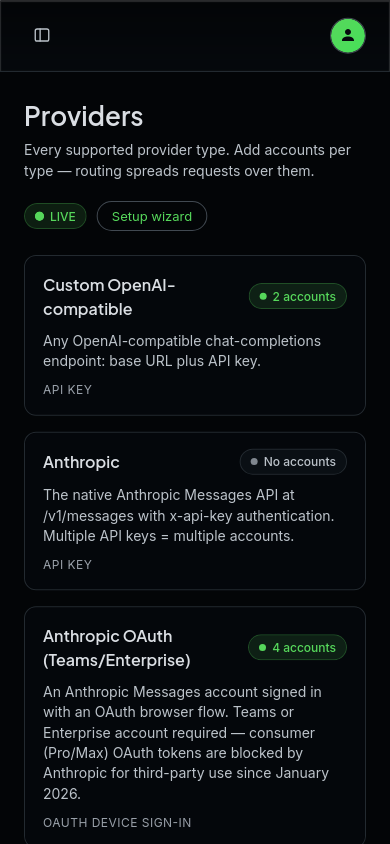 Providers
Every supported provider type. Add accounts per
type — routing spreads requests over them.
LIVE
Setup wizard
Custom OpenAI-
compatible
2 accounts
Any OpenAI-compatible chat-completions
endpoint: base URL plus API key.
API KEY
Anthropic
No accounts
The native Anthropic Messages API at
/v1/messages with x-api-key authentication.
Multiple API keys = multiple accounts.
API KEY
Anthropic OAuth
(Teams/Enterprise)
4 accounts
An Anthropic Messages account signed in
with an OAuth browser flow. Teams or
Enterprise account required — consumer
(Pro/Max) OAuth tokens are blocked by
Anthropic for third-party use since January
2026.
OAUTH DEVICE SIGN-IN